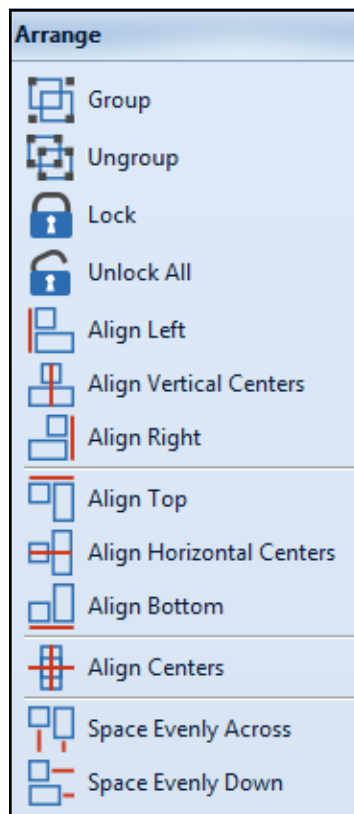 Arrange
Group
Ungroup
Lock
Unlock All
Align Left
Align Vertical Centers
Align Right
Align Top
Align Horizontal Centers
Align Bottom
Align Centers
Space Evenly Across
Space Evenly Down